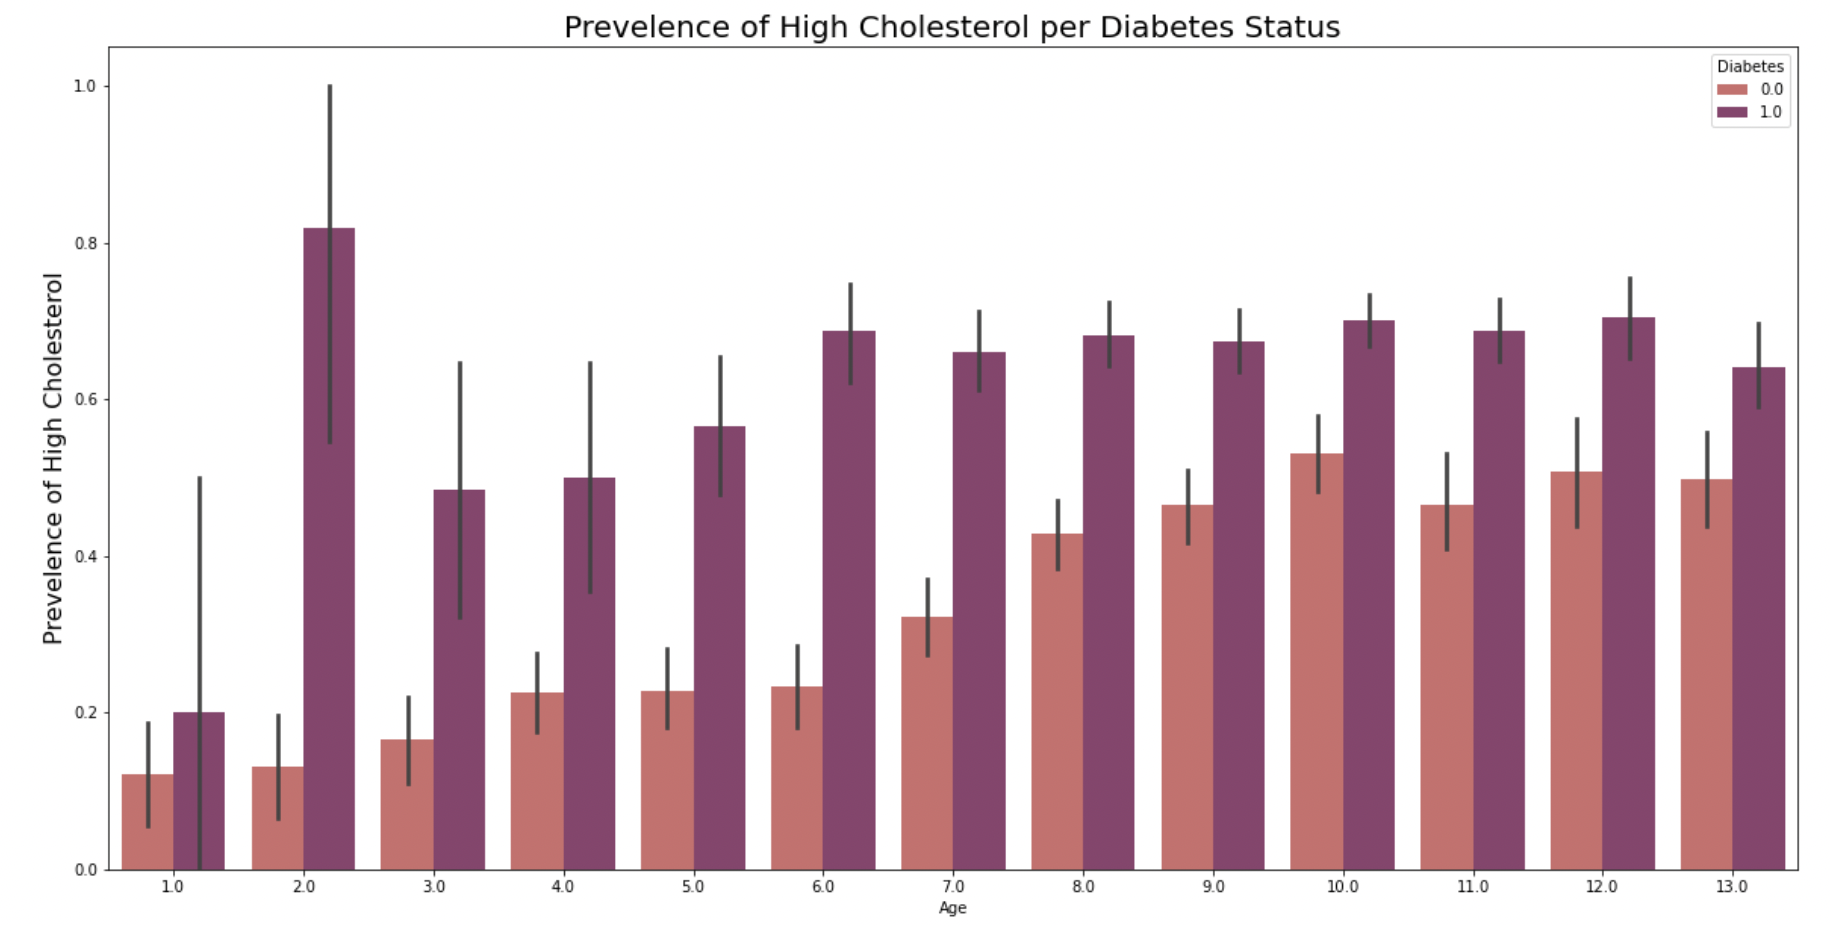 Prevelence of High Cholesterol per Diabetes Status
Diabetes
0.0
1.0
Prevelence of High Cholesterol
1.0
0.8
0.6
0.4
0.2
0.0
1.0 2.0 3.0 4.0 5.0 6.0 7.0 8.0 9.0 10.0 11.0 12.0 13.0
Age